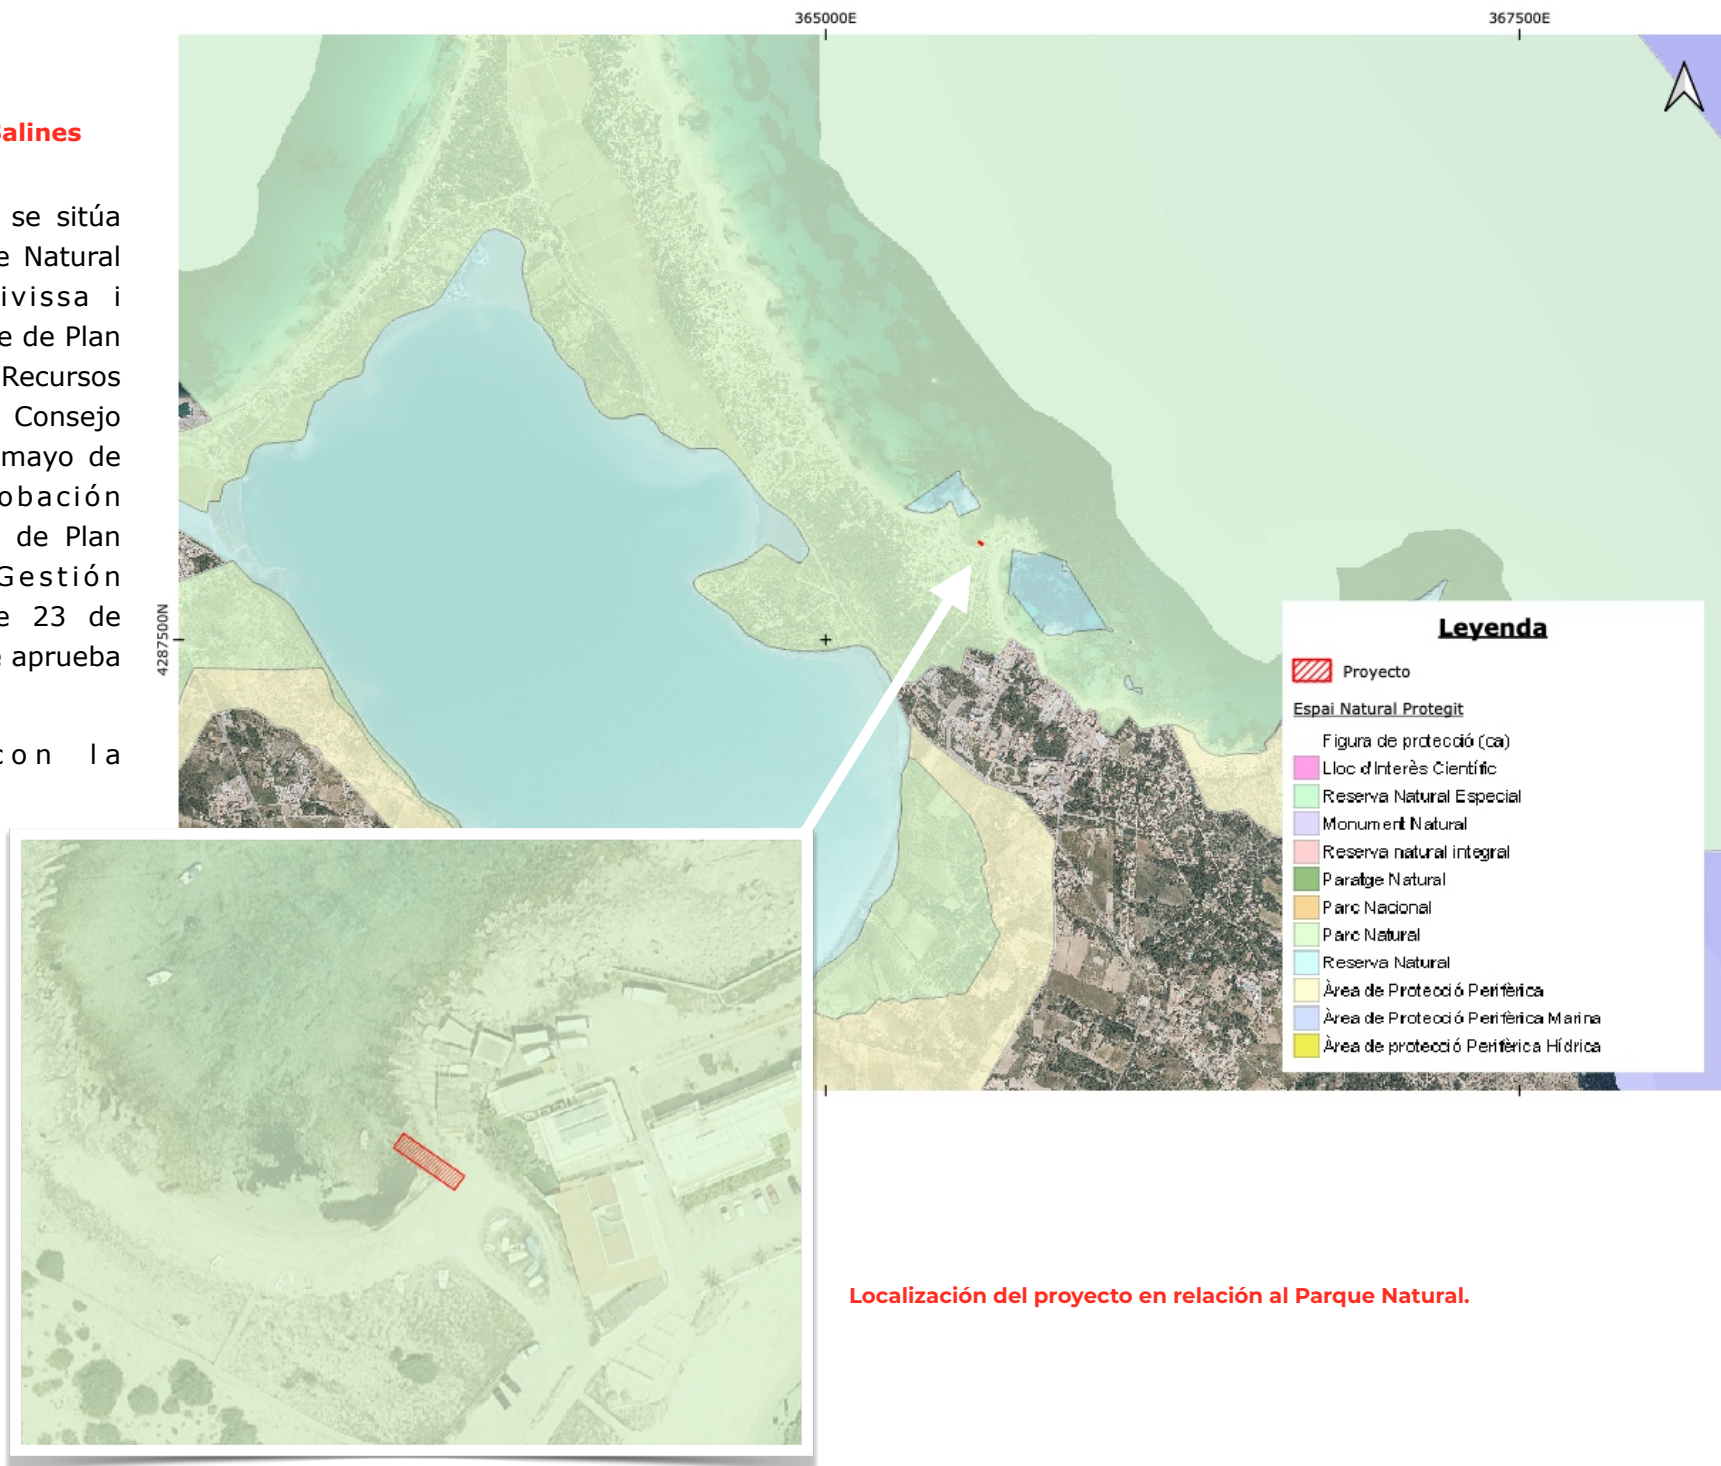 365000E
367500E
Salines
se sitúa
e Natural
ivissa i
e de Plan
Recursos
Consejo
mayo de
obación
de Plan
Gestión
e 23 de
e aprueba
con la
4287500N
Leyenda
Proyecto
Espai Natural Protegit
Figura de protecció (ca)
Lloc d'Interès Científic
Reserva Natural Especial
Monument Natural
Reserva natural integral
Paratge Natural
Parc Nacional
Parc Natural
Reserva Natural
Àrea de Protecció Perifèrica
Àrea de Protecció Perifèrica Marina
Àrea de protecció Perifèrica Hídrica
Localización del proyecto en relación al Parque Natural.